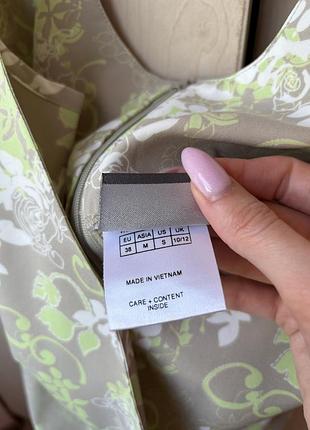 EU ASIA US UK
38 M S 10/12
MADE IN VIETNAM
CARE + CONTENT
INSIDE